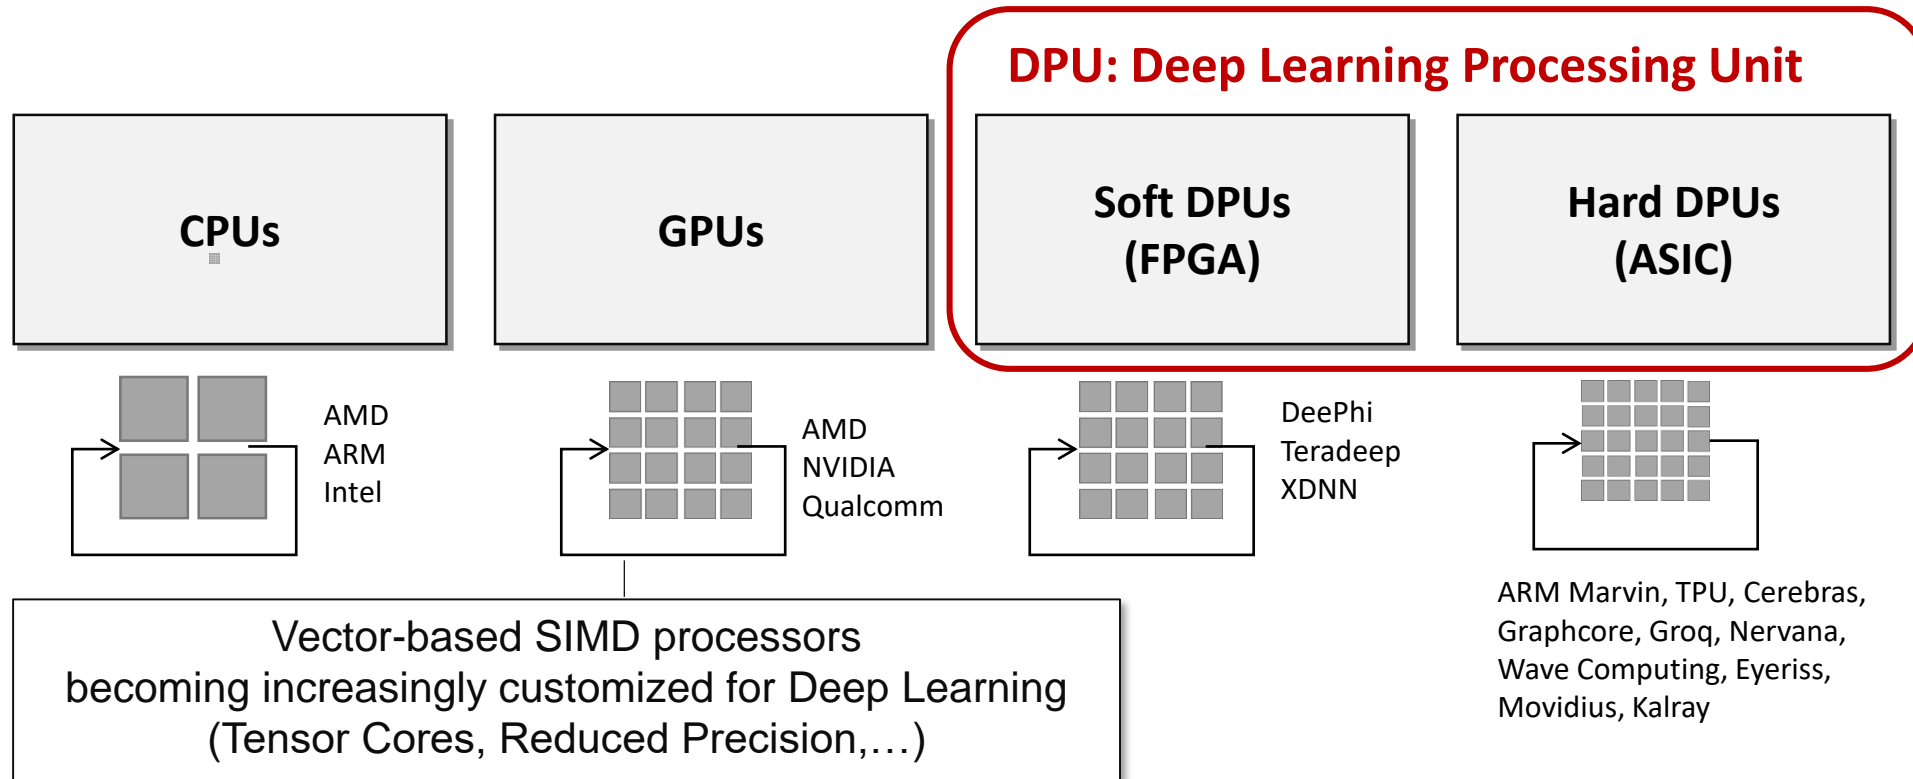 DPU: Deep Learning Processing Unit
CPUs
GPUs
Soft DPUs
(FPGA)
Hard DPUs
(ASIC)
AMD
ARM
Intel
AMD
NVIDIA
Qualcomm
DeePhi
Teradeep
XDNN
ARM Marvin, TPU, Cerebras,
Graphcore, Groq, Nervana,
Wave Computing, Eyeriss,
Movidius, Kalray
Vector-based SIMD processors
becoming increasingly customized for Deep Learning
(Tensor Cores, Reduced Precision,…)